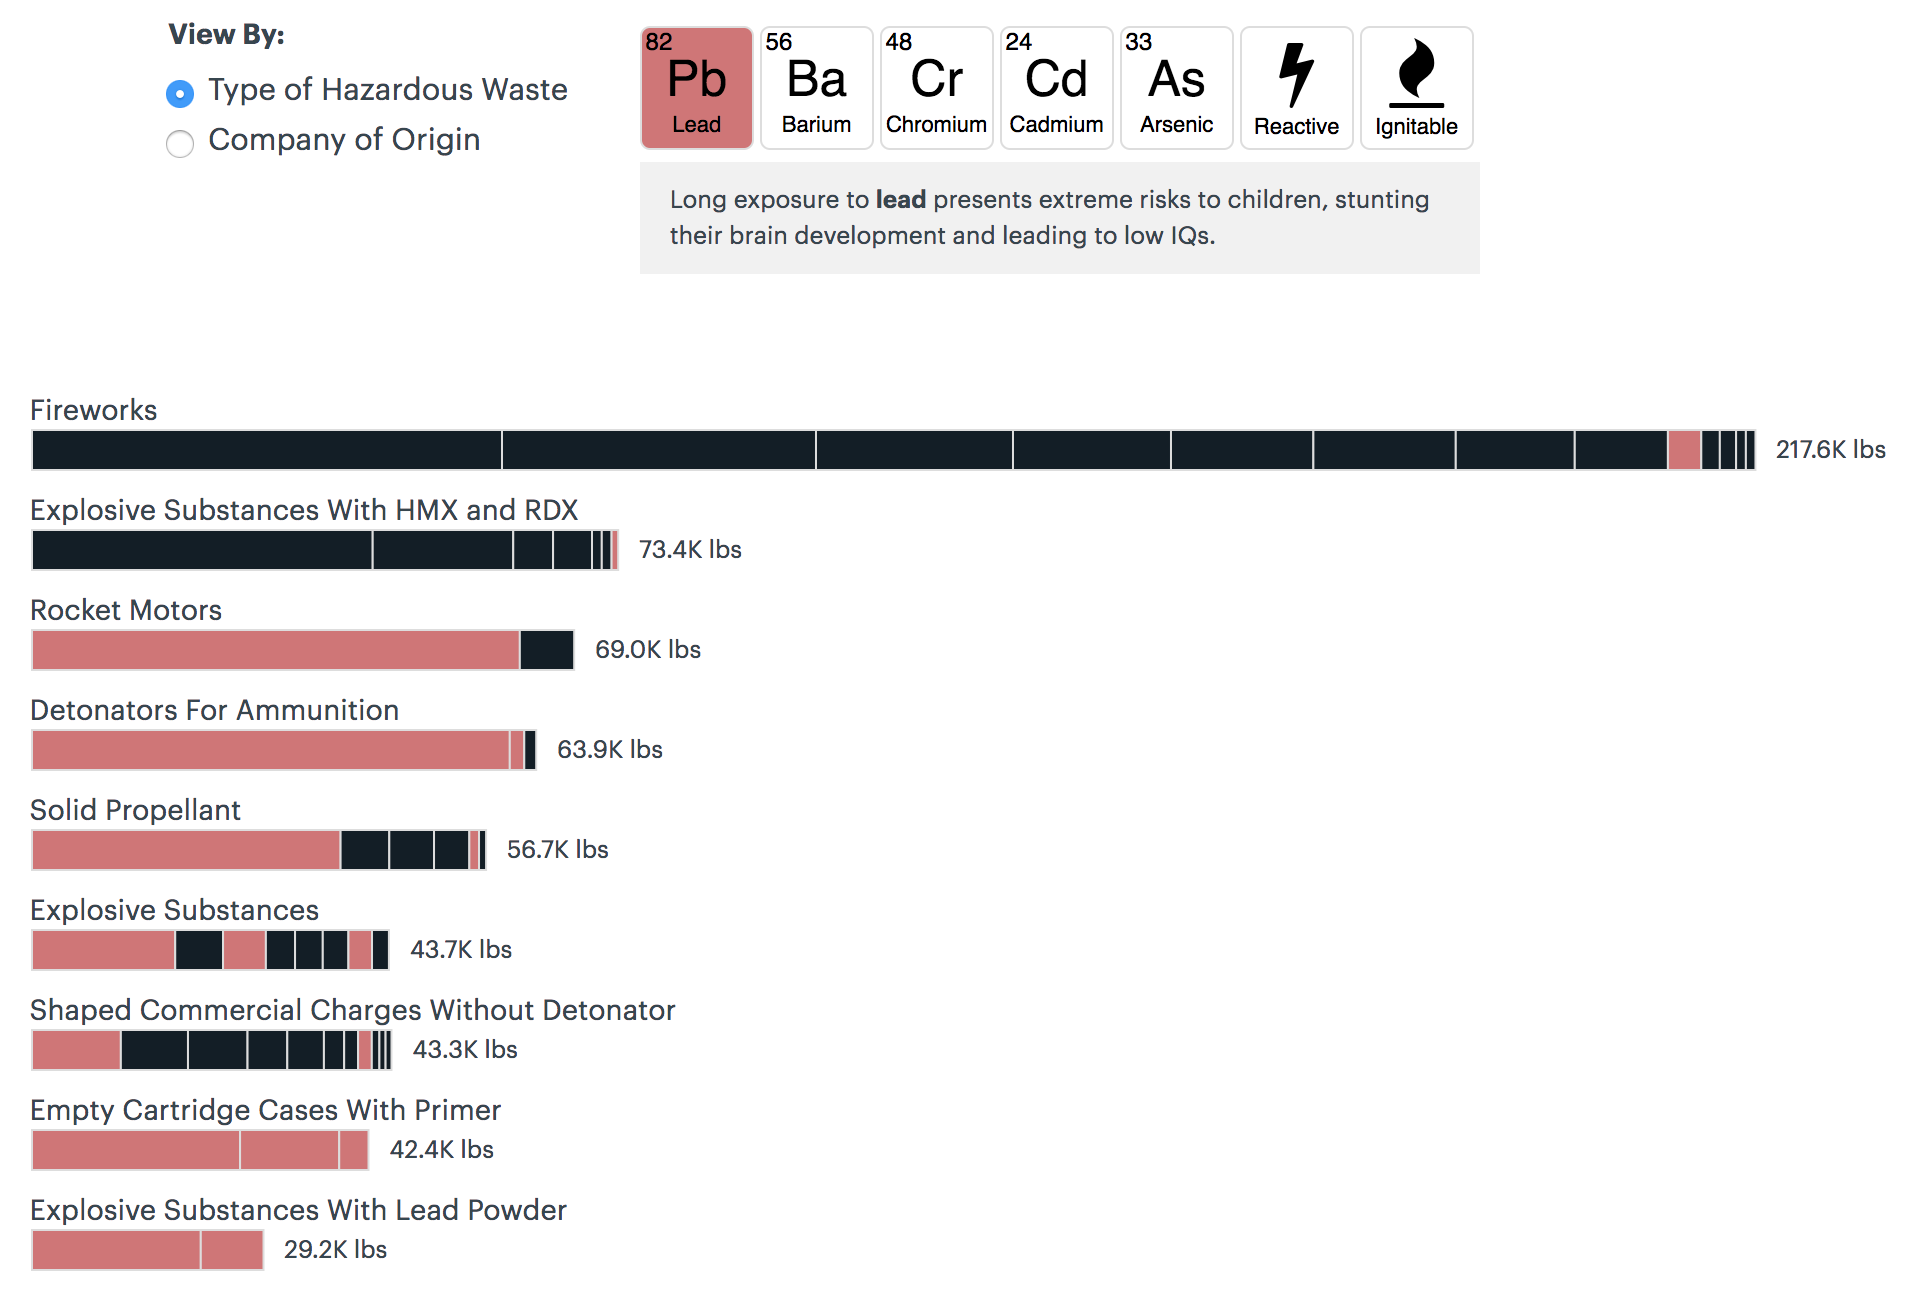 View By:
Type of Hazardous Waste
Company of Origin
82
Pb
Lead
56
Ba
Barium
48
Cr
Chromium
24
Cd
Cadmium
33
As
Arsenic
Reactive
Ignitable
Long exposure to lead presents extreme risks to children, stunting
their brain development and leading to low IQs.
Fireworks
217.6K lbs
Explosive Substances With HMX and RDX
73.4K lbs
Rocket Motors
69.0K lbs
Detonators For Ammunition
63.9K lbs
Solid Propellant
56.7K lbs
Explosive Substances
43.7K lbs
Shaped Commercial Charges Without Detonator
43.3K lbs
Empty Cartridge Cases With Primer
42.4K lbs
Explosive Substances With Lead Powder
29.2K lbs